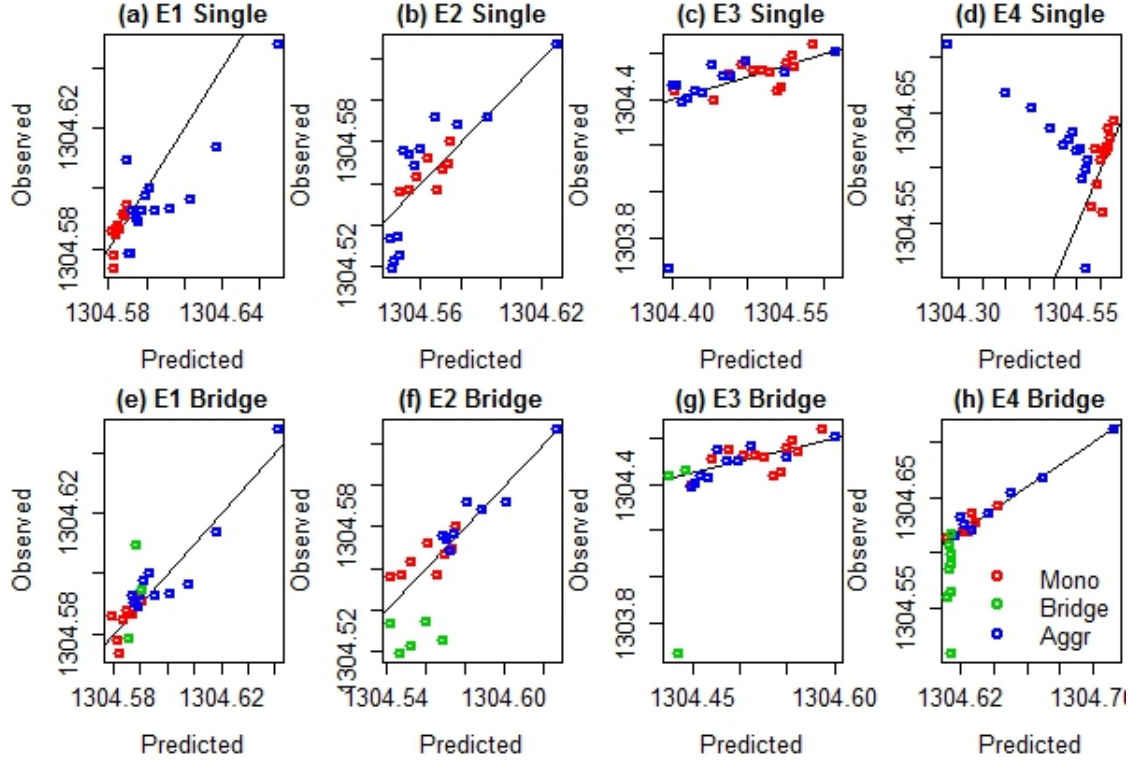 (a) E1 Single
Observed
1304.58 1304.62
1304.58 1304.64
Predicted
(b) E2 Single
Observed
1304.52 1304.58
1304.56 1304.62
Predicted
(c) E3 Single
Observed
1303.8 1304.4
1304.40 1304.55
Predicted
(d) E4 Single
Observed
1304.55 1304.65
1304.30 1304.55
Predicted
(e) E1 Bridge
Observed
1304.58 1304.62
1304.58 1304.62
Predicted
(f) E2 Bridge
Observed
1304.52 1304.58
1304.54 1304.60
Predicted
(g) E3 Bridge
Observed
1303.8 1304.4
1304.45 1304.60
Predicted
(h) E4 Bridge
Observed
1304.55 1304.65
Mono
Bridge
Aggr
1304.62 1304.70
Predicted